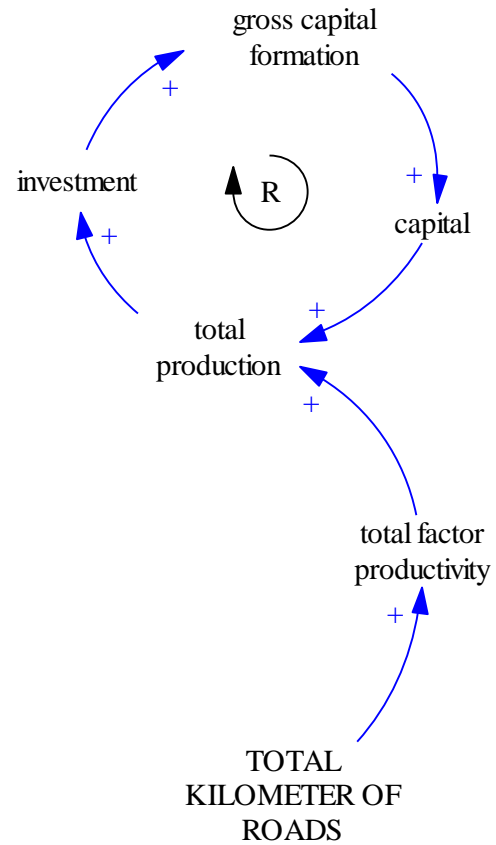 gross capital
formation
+
+
investment
R
+
capital
+
total
production
+
total factor
productivity
+
TOTAL
KILOMETER OF
ROADS